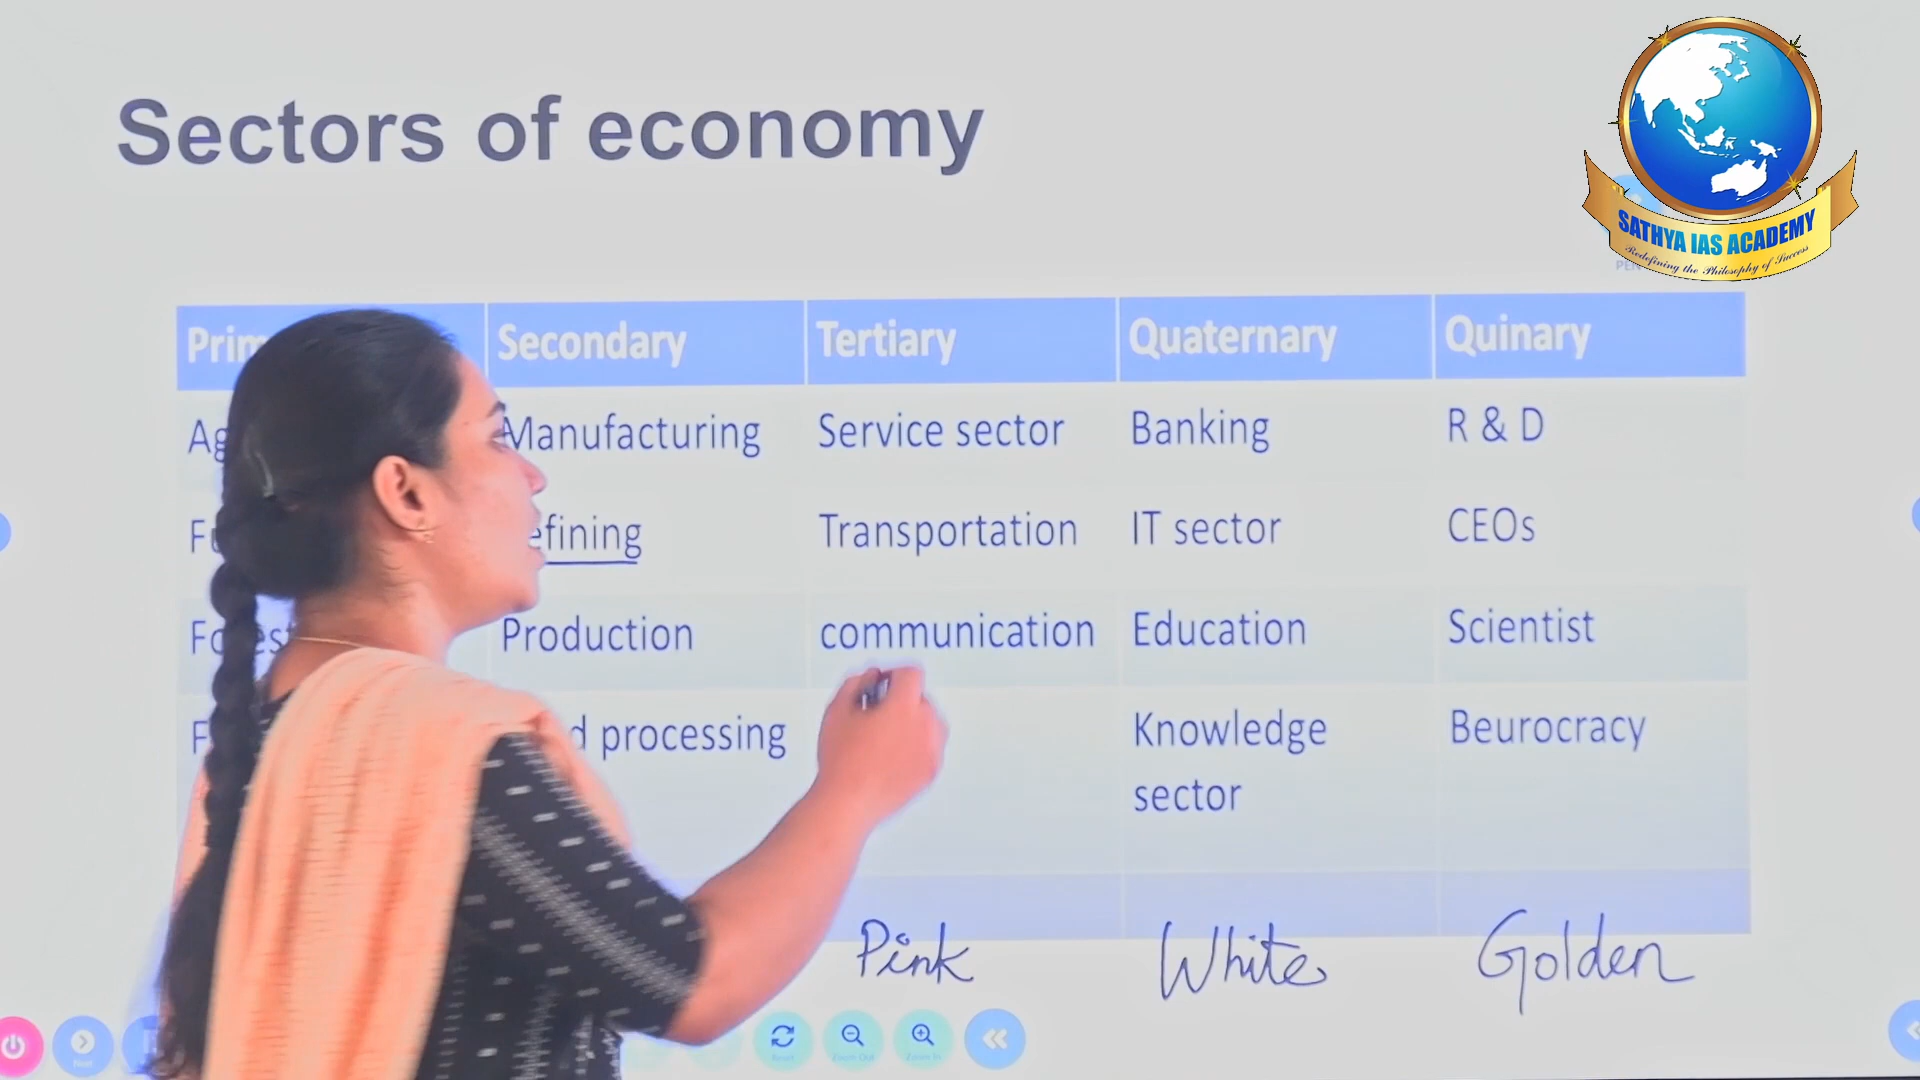 Sectors of economy
SATHYA IAS ACADEMY
Redefining the Philosophy of Success
Secondary Tertiary Quaternary Quinary
Manufacturing Service sector Banking R & D
Transportation IT sector CEOs
Production communication Education Scientist
processing Knowledge Beurocracy
sector
Pink White Golden